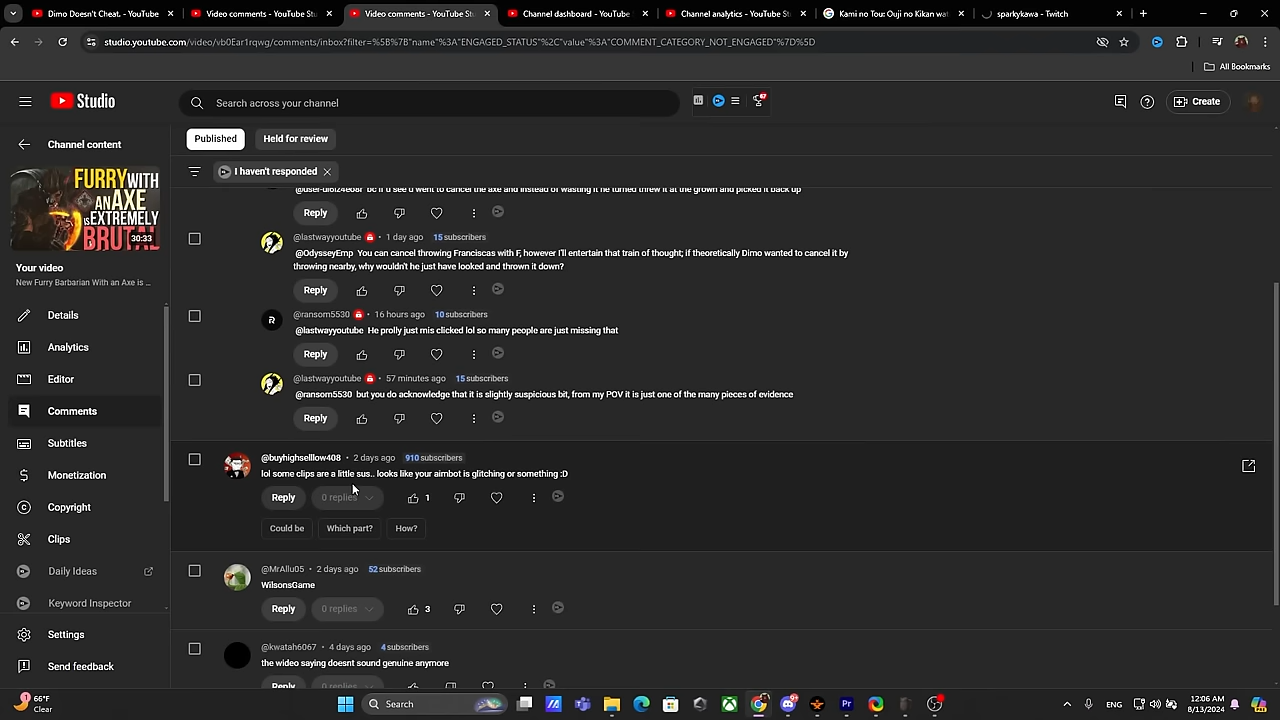 Dimo Doesn't Cheat. - YouTube
Video comments - YouTube Stu
Video comments - YouTube Stu
Channel dashboard - YouTube
Channel analytics - YouTube Stu
Kami no Tou: Ouji no Kikan wat
sparkykawa - Twitch
studio.youtube.com/video/vb0Ear1rqwg/comments/inbox?filter=%5B%7B"name"%3A"ENGAGED_STATUS"%2C"value"%3A"COMMENT_CATEGORY_NOT_ENGAGED"%7D%5D
All Bookmarks
Studio
Search across your channel
Create
Channel content
FURRY WITH
AN AXE
IS EXTREMELY
BRUTAL
30:33
Your video
New Furry Barbarian With an Axe is ...
Details
Analytics
Editor
Comments
Subtitles
Monetization
Copyright
Clips
Daily Ideas
Keyword Inspector
Settings
Send feedback
Published
Held for review
I haven't responded
bc if u see u went to cancel the axe and instead of wasting it he turned threw it at the grown and picked it back up
Reply
@lastwayyoutube • 1 day ago 15 subscribers
@OdysseyEmp You can cancel throwing Franciscas with F, however I'll entertain that train of thought; if theoretically Dimo wanted to cancel it by
throwing nearby, why wouldn't he just have looked and thrown it down?
Reply
@ransom5530 • 16 hours ago 10 subscribers
@lastwayyoutube He prolly just mis clicked lol so many people are just missing that
Reply
@lastwayyoutube • 57 minutes ago 15 subscribers
@ransom5530 but you do acknowledge that it is slightly suspicious bit, from my POV it is just one of the many pieces of evidence
Reply
@buyhighselllow408 • 2 days ago 910 subscribers
lol some clips are a little sus.. looks like your aimbot is glitching or something :D
Reply 0 replies 1
Could be Which part? How?
@MrAllu05 • 2 days ago 52 subscribers
WilsonsGame
Reply 0 replies 3
@kwatah6067 • 4 days ago 4 subscribers
the wideo saying doesnt sound genuine anymore
Reply 0 replies
66°F
Clear
Search
ENG
12:06 AM
8/13/2024